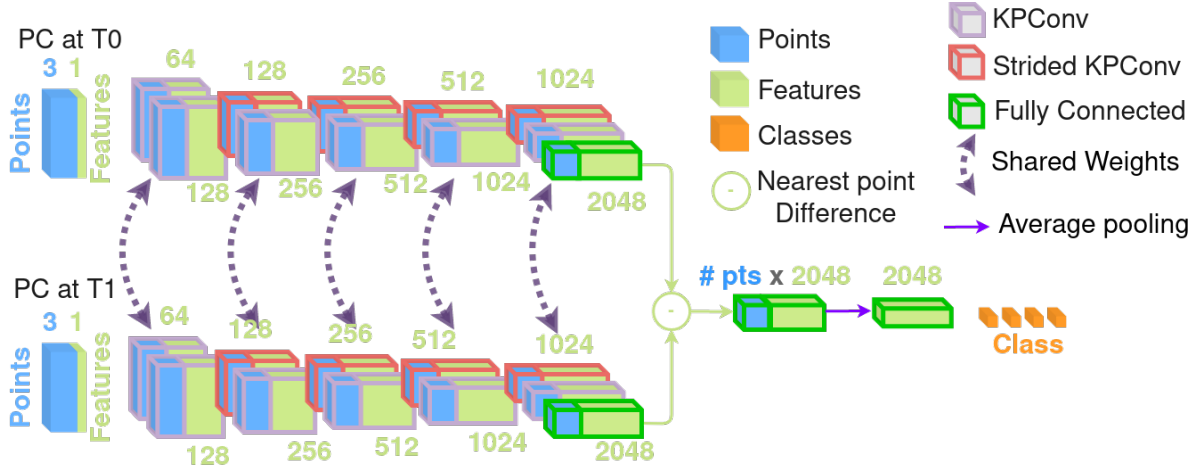 PC at T0
3 1
Points
Features
64
128
256
512
1024
128
256
512
1024
2048
PC at T1
3 1
Points
Features
64
128
256
512
1024
128
256
512
1024
2048
-
# pts x 2048
2048
Class
Points
Features
Classes
-
Nearest point
Difference
KPConv
Strided KPConv
Fully Connected
Shared Weights
Average pooling